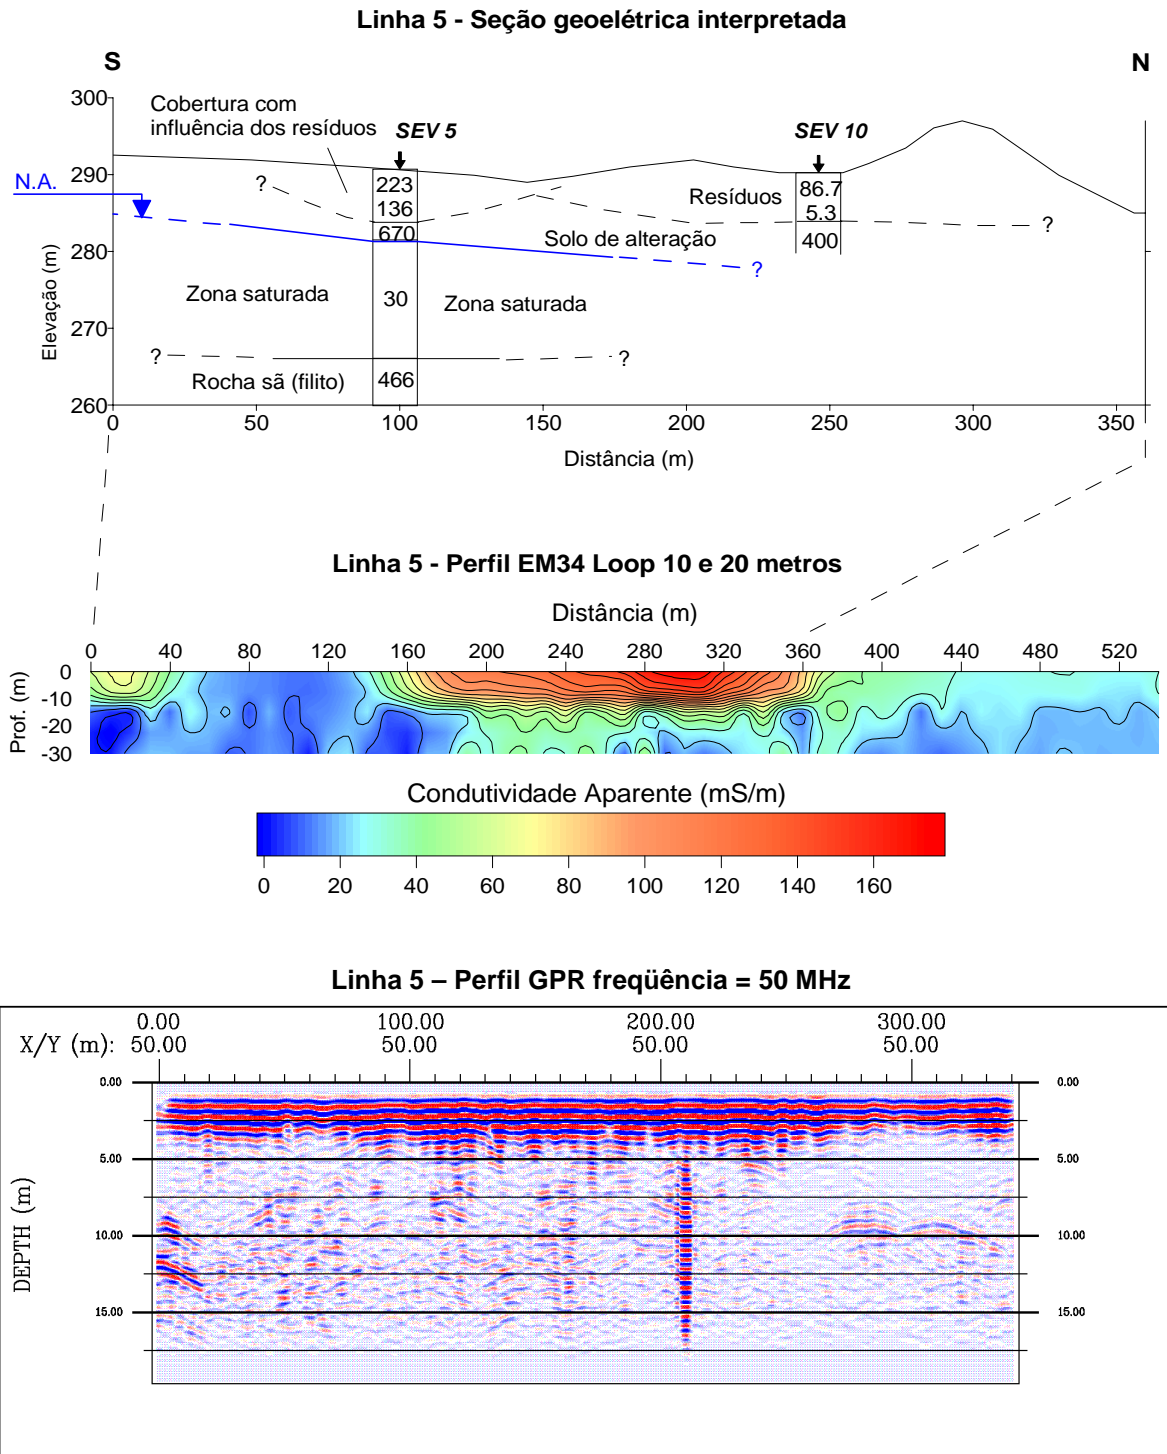 Linha 5 - Seção geoelétrica interpretada
S
N
300
290
280
270
260
Elevação (m)
Cobertura com
influência dos resíduos
SEV 5
SEV 10
N.A.
?
223
136
670
30
466
Resíduos
86.7
5.3
400
?
Solo de alteração
?
Zona saturada
Zona saturada
?
?
Rocha sã (filito)
0 50 100 150 200 250 300 350
Distância (m)
Linha 5 - Perfil EM34 Loop 10 e 20 metros
Distância (m)
0 40 80 120 160 200 240 280 320 360 400 440 480 520
Prof. (m)
0
-10
-20
-30
Condutividade Aparente (mS/m)
0 20 40 60 80 100 120 140 160
Linha 5 – Perfil GPR freqüência = 50 MHz
0.00 100.00 200.00 300.00
X/Y (m): 50.00 50.00 50.00 50.00
DEPTH (m)
0.00 0.00
5.00 5.00
10.00 10.00
15.00 15.00